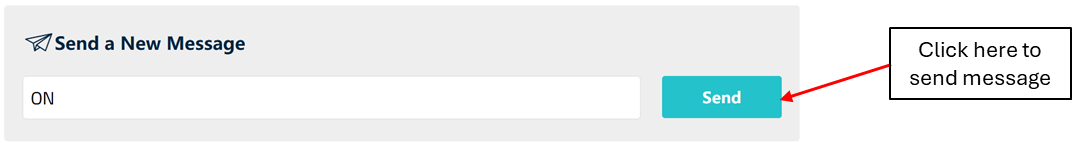 Send a New Message
ON
Send
Click here to
send message